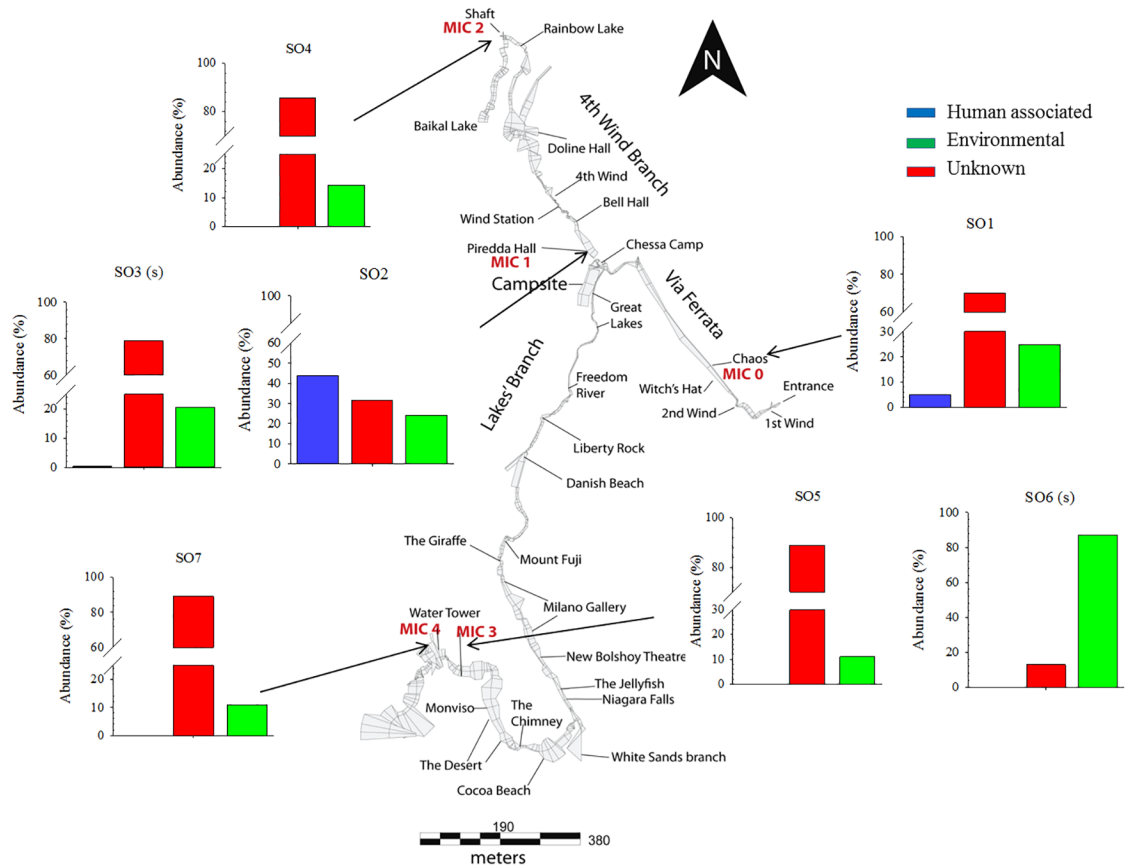 Shaft
MIC 2
Rainbow Lake
Baikal Lake
Doline Hall
4th Wind Branch
4th Wind
Wind Station
Bell Hall
Piredda Hall
MIC 1
Chessa Camp
Campsite
Great
Lakes
Via Ferrata
Chaos
MIC 0
Witch's Hat
Entrance
2nd Wind
1st Wind
Lakes' Branch
Freedom
River
Liberty Rock
Danish Beach
The Giraffe
Mount Fuji
Milano Gallery
Water Tower
MIC 4
MIC 3
New Bolshoy Theatre
The Jellyfish
Niagara Falls
Monviso
The
Chimney
The Desert
White Sands branch
Cocoa Beach
190
380
meters
N
Human associated
Environmental
Unknown
SO4
Abundance (%)
100
80
20
10
0
SO3 (s)
Abundance (%)
100
80
60
20
10
0
SO2
Abundance (%)
100
60
50
40
30
20
10
0
SO1
Abundance (%)
100
80
60
30
20
10
0
SO7
Abundance (%)
100
80
60
50
40
30
20
10
0
SO5
Abundance (%)
100
80
30
20
10
0
SO6 (s)
Abundance (%)
100
80
60
40
20
0